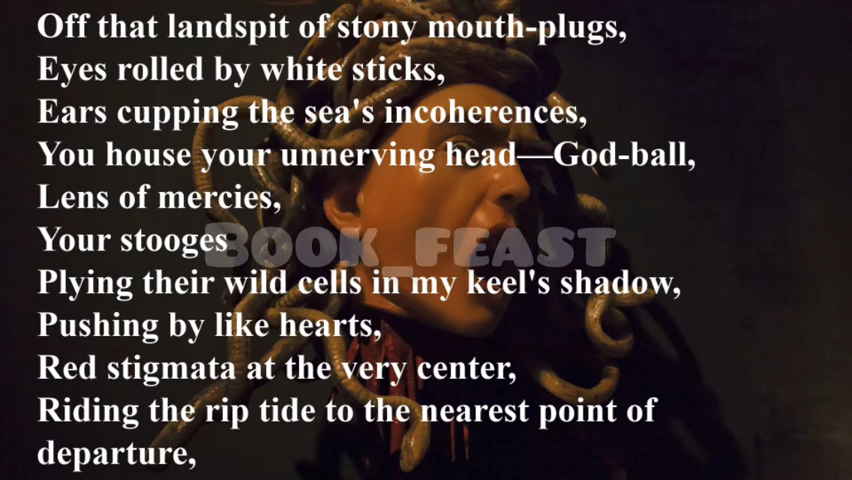 Off that landspit of stony mouth-plugs,
Eyes rolled by white sticks,
Ears cupping the sea's incoherences,
You house your unnerving head—God-ball,
Lens of mercies,
Your stooges
BOOK_FEAST
Plying their wild cells in my keel's shadow,
Pushing by like hearts,
Red stigmata at the very center,
Riding the rip tide to the nearest point of
departure,